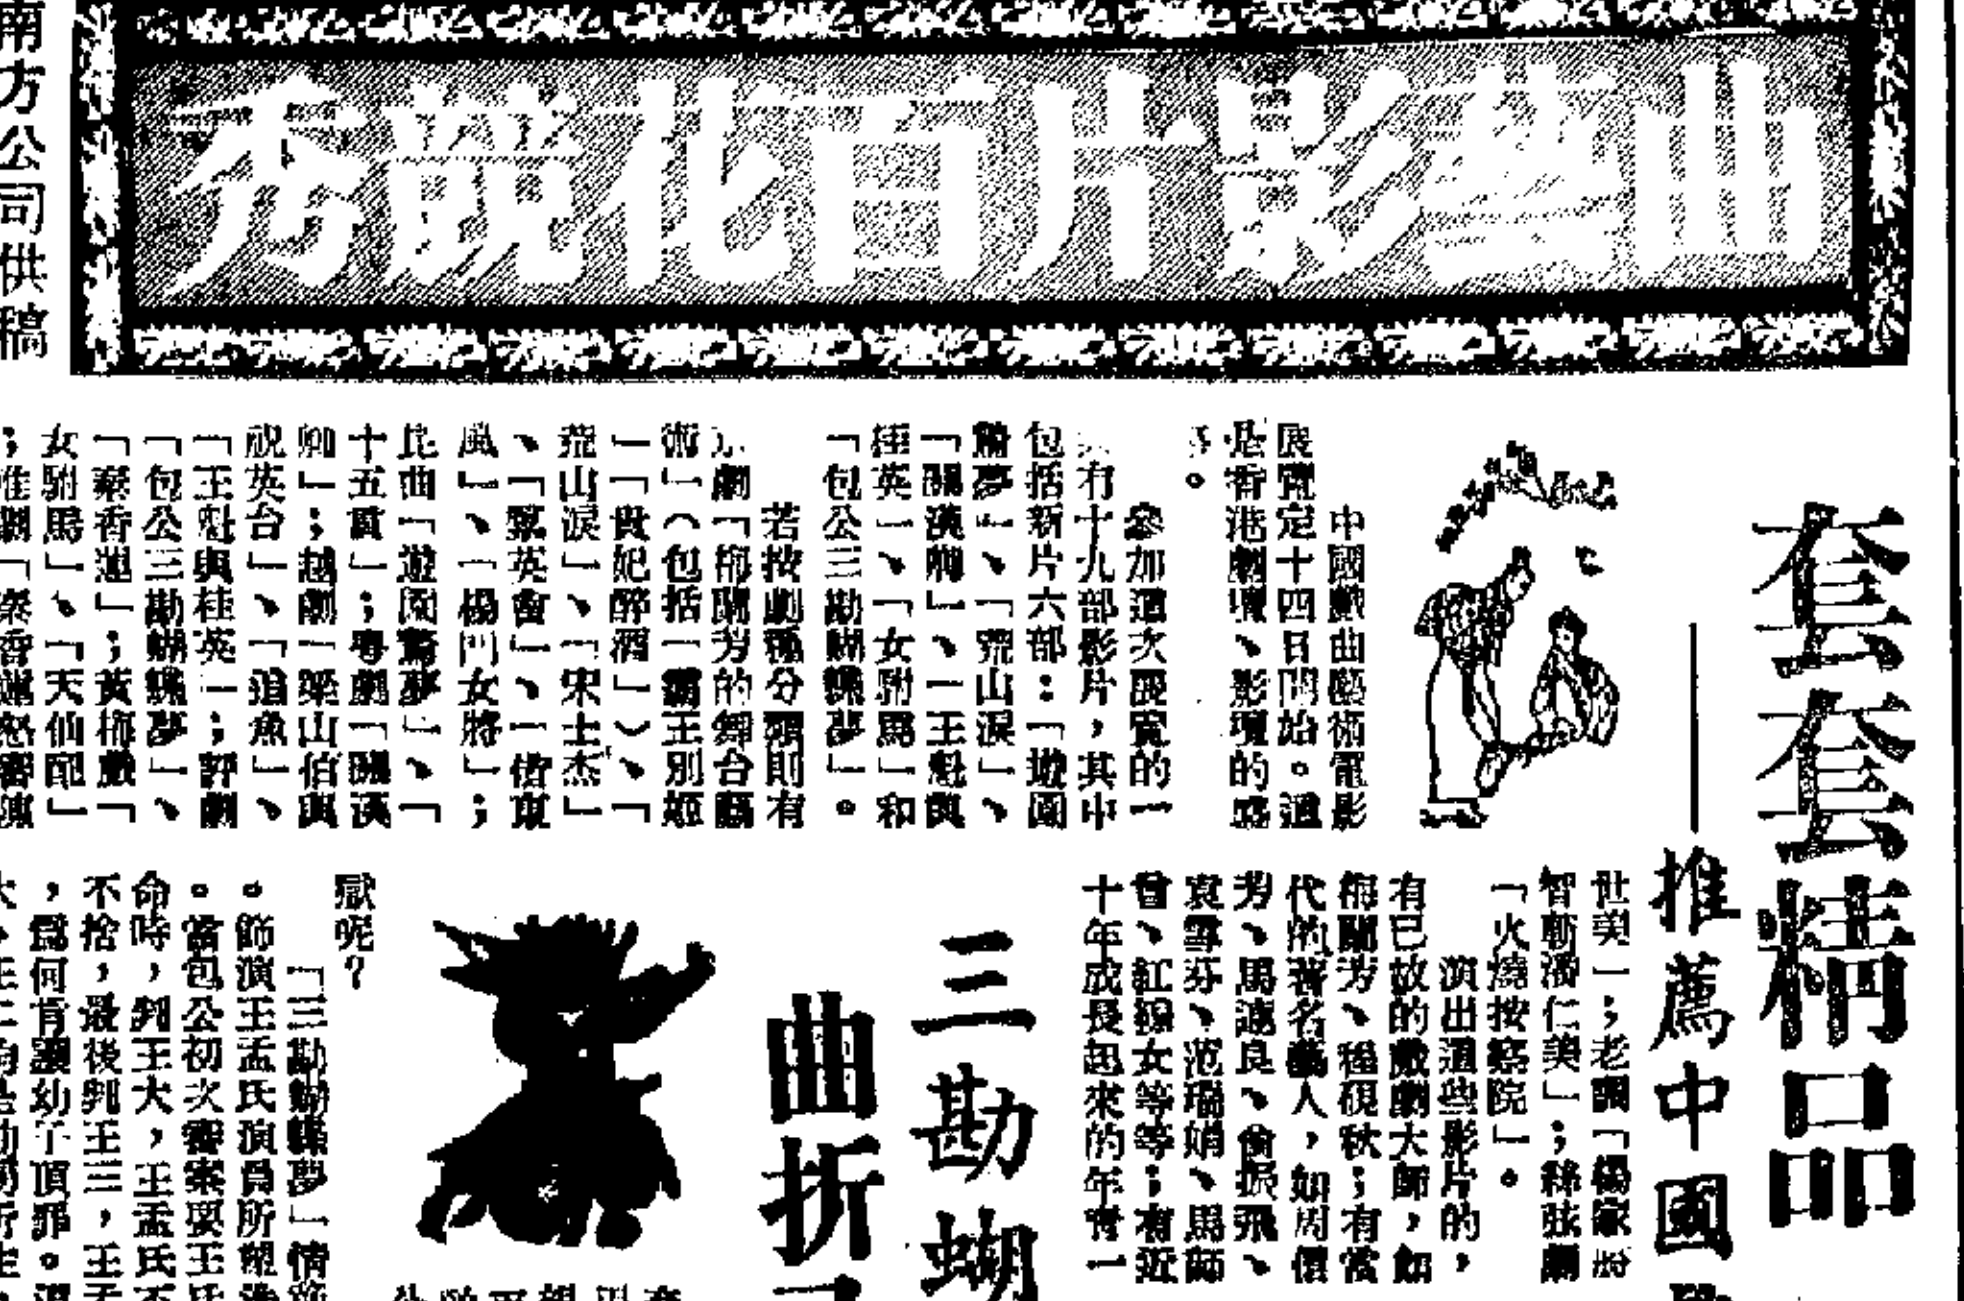 曲藝影片百花競秀
南方公司供稿
套套精品
——推薦中國
中國戲曲藝術電影
展覽定十四日開始。這
是香港劇壇、影壇的盛
。
參加這次展覽的一
共有十九部影片,其中
包括新片六部:「遊園
驚夢」、「荒山淚」、
「關漢卿」、「王魁與
桂英」、「女駙馬」和
「包公三勘蝴蝶夢」。
若按劇種分類則有
京劇「梅蘭芳的舞台藝
術」(包括「霸王別姬
」「貴妃醉酒」)、「
荒山淚」、「宋士杰」
、「羣英會」、「借東
風」、「楊門女將」;
昆曲「遊園驚夢」、「
十五貫」;粵劇「關漢
卿」;越劇「梁山伯與
祝英台」、「追魚」、
「王魁與桂英」;評劇
「包公三勘蝴蝶夢」、
「秦香蓮」;黃梅戲「
女駙馬」、「天仙配」
;淮劇「秦香蓮怒審陳
世美」;老調「楊家將
智斬潘仁美」;絲弦劇
「火燒按察院」。
演出這些影片的,
有已故的戲劇大師,如
梅蘭芳、程硯秋;有當
代的著名藝人,如周信
芳、馬連良、俞振飛、
袁雪芬、范瑞娟、馬師
曾、紅線女等等;有近
十年成長起來的年青一
三勘蝴
曲折
獄呢?
「三勘蝴蝶夢」情節
。飾演王孟氏演員所塑造
。當包公初次審案要王氏
命時,判王大,王孟氏不
不捨,最後判王三,王孟
,爲何肯讓幼子頂罪。